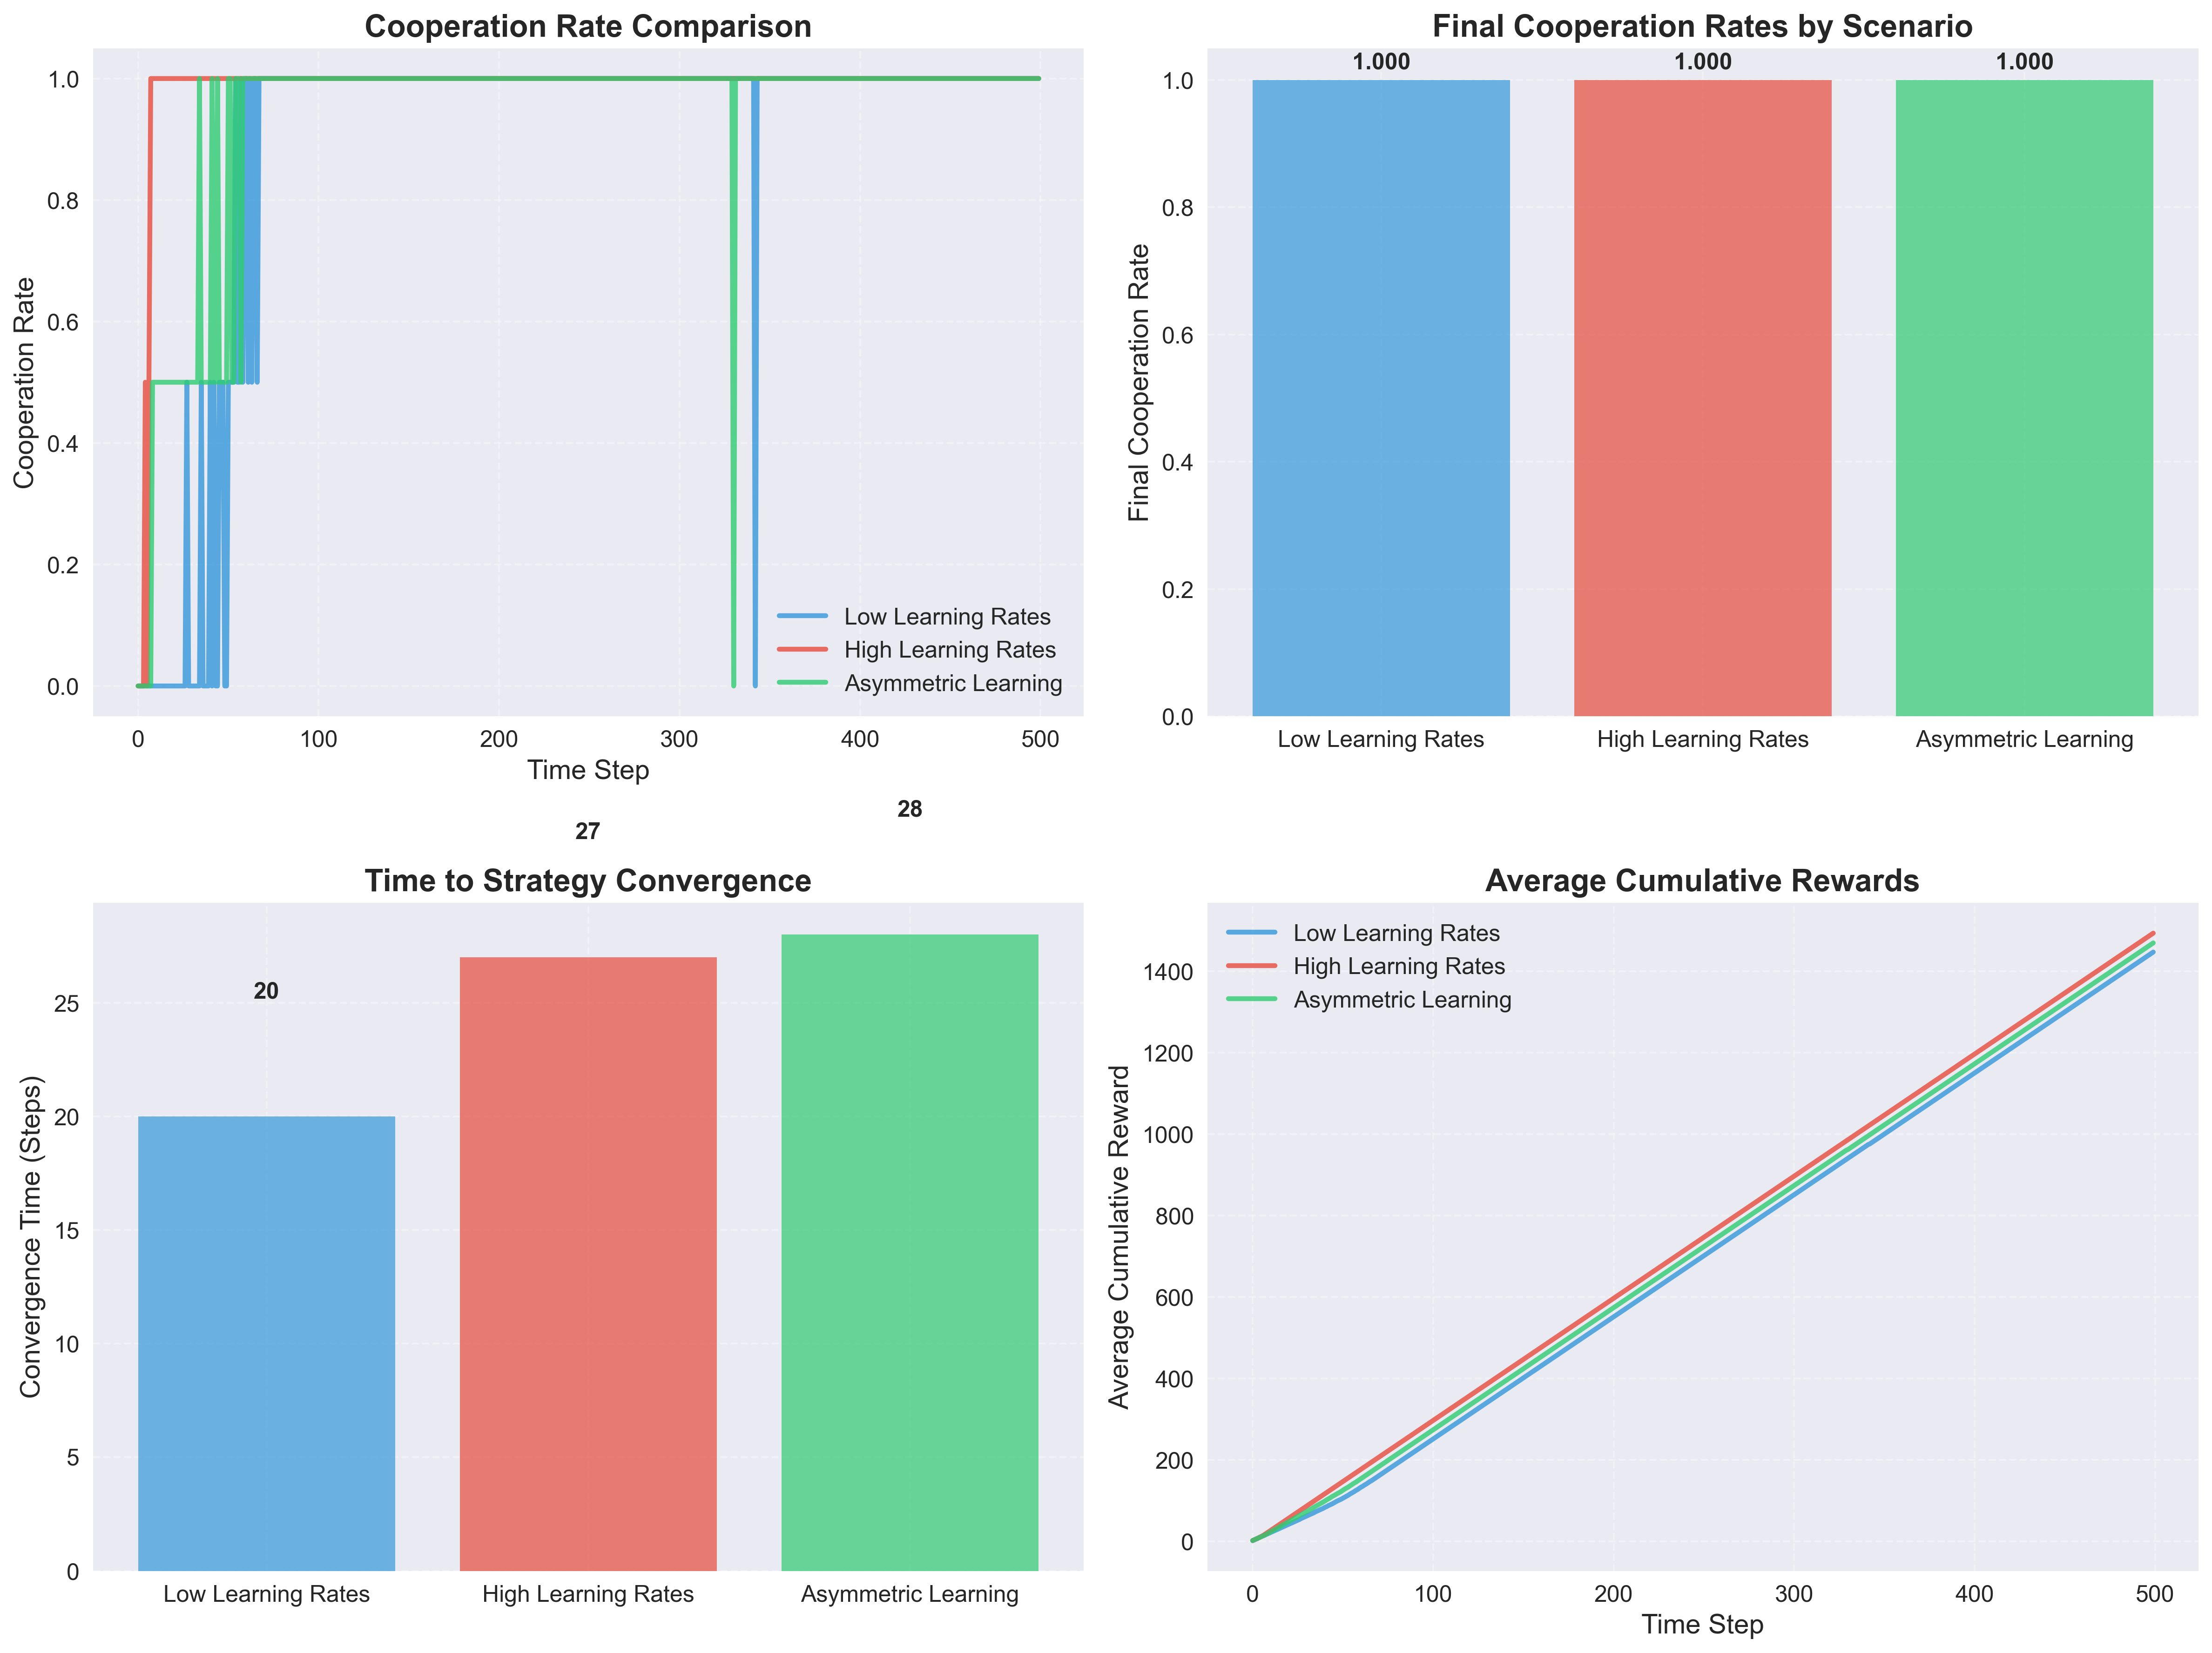 Cooperation Rate Comparison
Cooperation Rate
1.0
0.8
0.6
0.4
0.2
0.0
0 100 200 300 400 500
Time Step
Low Learning Rates
High Learning Rates
Asymmetric Learning
Final Cooperation Rates by Scenario
Final Cooperation Rate
1.000 1.000 1.000
1.0
0.8
0.6
0.4
0.2
0.0
Low Learning Rates High Learning Rates Asymmetric Learning
28
27
Time to Strategy Convergence
Convergence Time (Steps)
20
25
20
15
10
5
0
Low Learning Rates High Learning Rates Asymmetric Learning
Average Cumulative Rewards
Average Cumulative Reward
Low Learning Rates
High Learning Rates
Asymmetric Learning
1400
1200
1000
800
600
400
200
0
0 100 200 300 400 500
Time Step